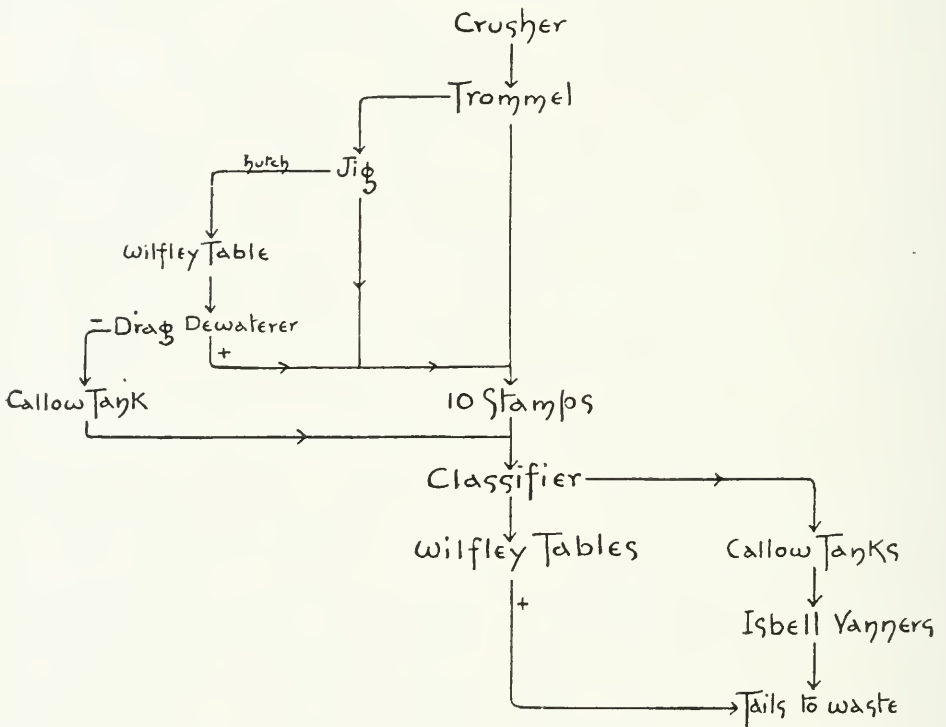 Crusher
Trommel
hutch
Jig
Wilfley Table
- Drag Dewaterer
+
Callow Tank
10 Stamps
Classifier
Wilfley Tables
Callow Tanks
+
Isbell Vanners
Tails to waste